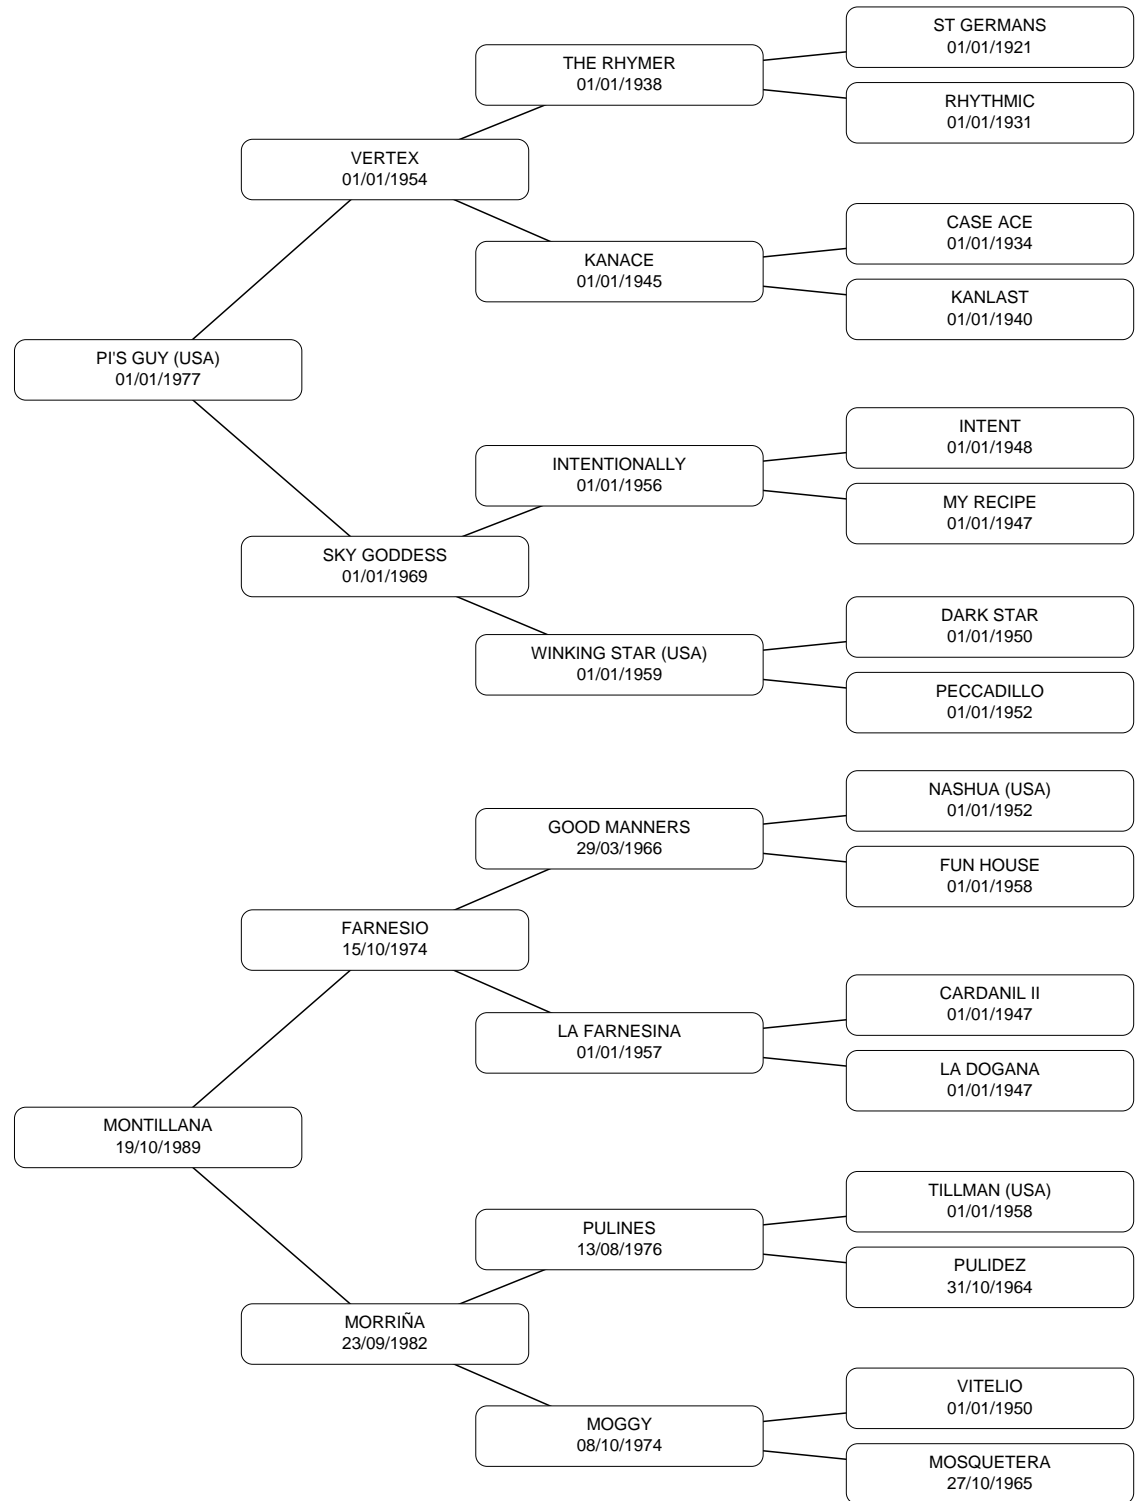 ST GERMANS
01/01/1921
THE RHYMER
01/01/1938
RHYTHMIC
01/01/1931
VERTEX
01/01/1954
CASE ACE
01/01/1934
KANACE
01/01/1945
KANLAST
01/01/1940
PI'S GUY (USA)
01/01/1977
INTENT
01/01/1948
INTENTIONALLY
01/01/1956
MY RECIPE
01/01/1947
SKY GODDESS
01/01/1969
DARK STAR
01/01/1950
WINKING STAR (USA)
01/01/1959
PECCADILLO
01/01/1952
NASHUA (USA)
01/01/1952
GOOD MANNERS
29/03/1966
FUN HOUSE
01/01/1958
FARNESIO
15/10/1974
CARDANIL II
01/01/1947
LA FARNESINA
01/01/1957
LA DOGANA
01/01/1947
MONTILLANA
19/10/1989
TILLMAN (USA)
01/01/1958
PULINES
13/08/1976
PULIDEZ
31/10/1964
MORRIÑA
23/09/1982
VITELIO
01/01/1950
MOGGY
08/10/1974
MOSQUETERA
27/10/1965